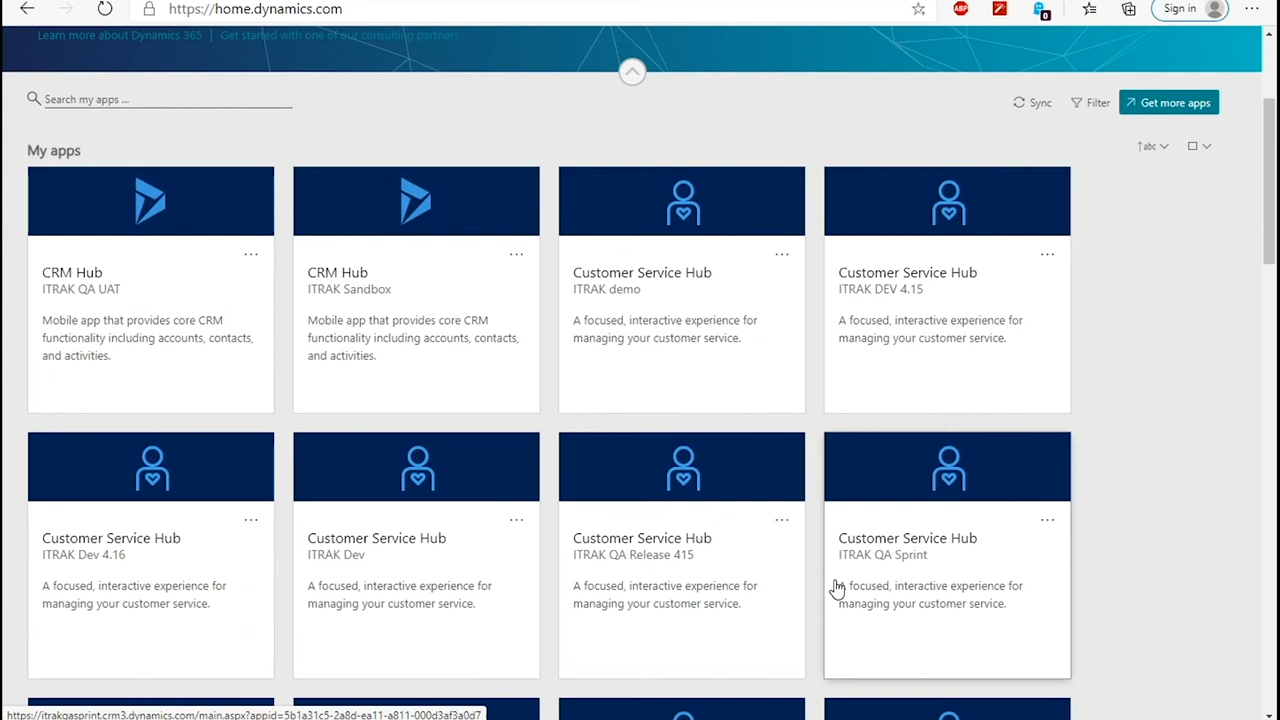 https://home.dynamics.com
ABP
0
Sign in
Learn more about Dynamics 365 | Get started with one of our consulting partners
Search my apps ...
Sync
Filter
Get more apps
My apps
↑abc
CRM Hub
ITRAK QA UAT
Mobile app that provides core CRM
functionality including accounts, contacts,
and activities.
CRM Hub
ITRAK Sandbox
Mobile app that provides core CRM
functionality including accounts, contacts,
and activities.
Customer Service Hub
ITRAK demo
A focused, interactive experience for
managing your customer service.
Customer Service Hub
ITRAK DEV 4.15
A focused, interactive experience for
managing your customer service.
Customer Service Hub
ITRAK Dev 4.16
A focused, interactive experience for
managing your customer service.
Customer Service Hub
ITRAK Dev
A focused, interactive experience for
managing your customer service.
Customer Service Hub
ITRAK QA Release 415
A focused, interactive experience for
managing your customer service.
Customer Service Hub
ITRAK QA Sprint
A focused, interactive experience for
managing your customer service.
https://itrakqasprint.crm3.dynamics.com/main.aspx?appid=5b1a31c5-2a8d-ea11-a811-000d3af3a0d7